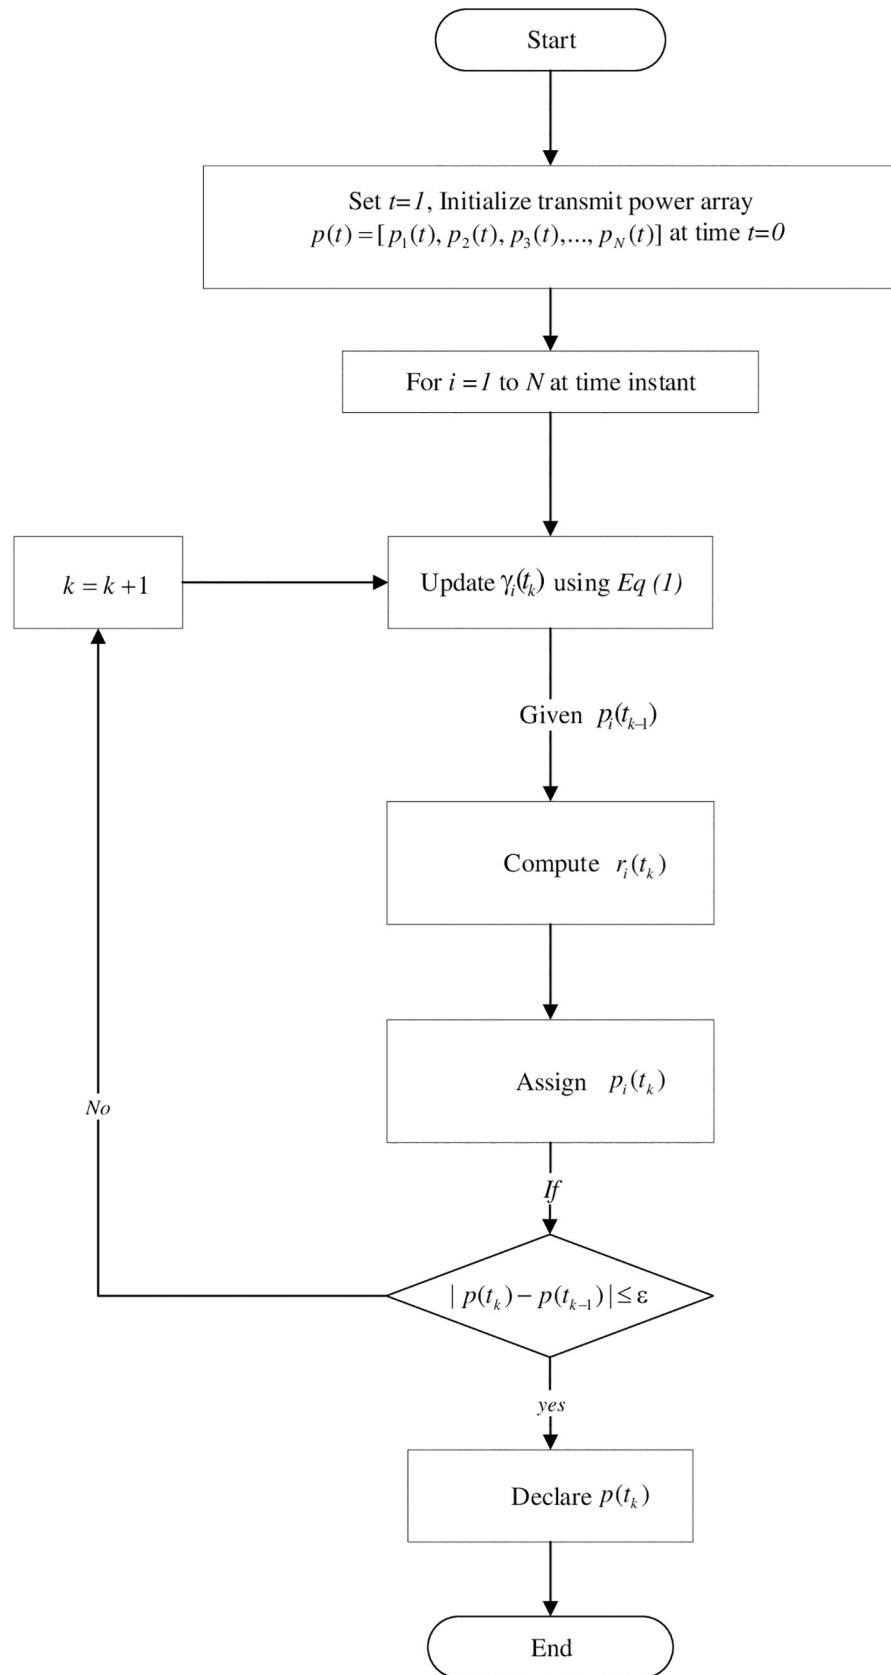 Start
Set t=1, Initialize transmit power array
p(t) = [p₁(t), p₂(t), p₃(t),..., p_N(t)] at time t=0
For i =1 to N at time instant
k = k +1
Update γᵢ(tₖ) using Eq (1)
Given pᵢ(tₖ₋₁)
Compute rᵢ(tₖ)
Assign pᵢ(tₖ)
No
If
| p(tₖ) – p(tₖ₋₁) | ≤ ε
yes
Declare p(tₖ)
End